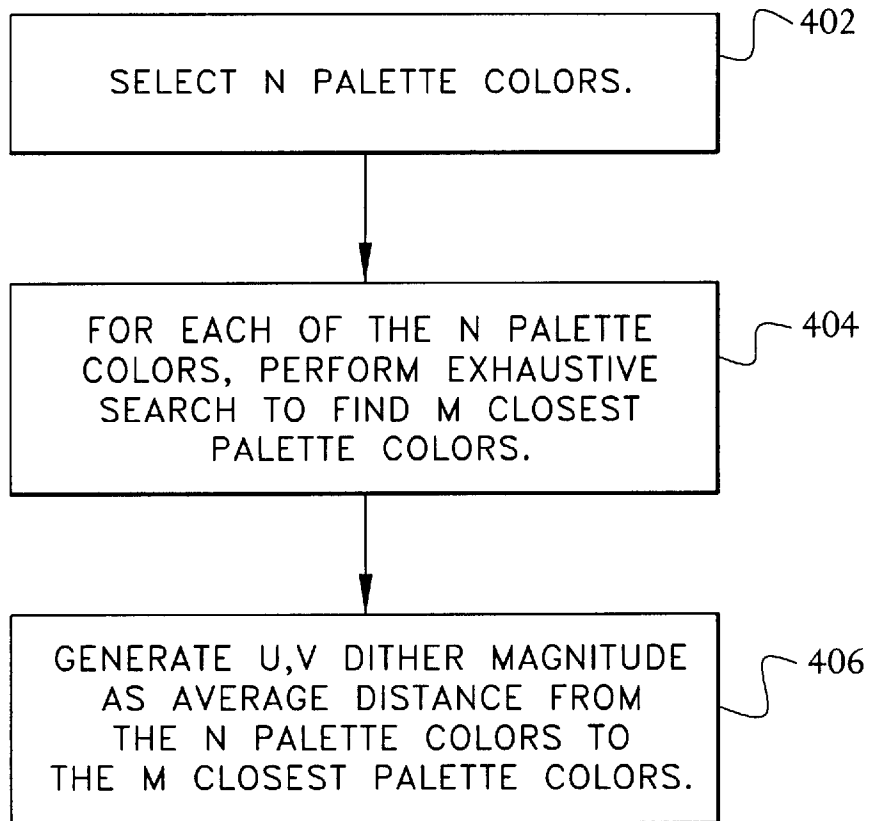 402
SELECT N PALETTE COLORS.
404
FOR EACH OF THE N PALETTE
COLORS, PERFORM EXHAUSTIVE
SEARCH TO FIND M CLOSEST
PALETTE COLORS.
406
GENERATE U,V DITHER MAGNITUDE
AS AVERAGE DISTANCE FROM
THE N PALETTE COLORS TO
THE M CLOSEST PALETTE COLORS.